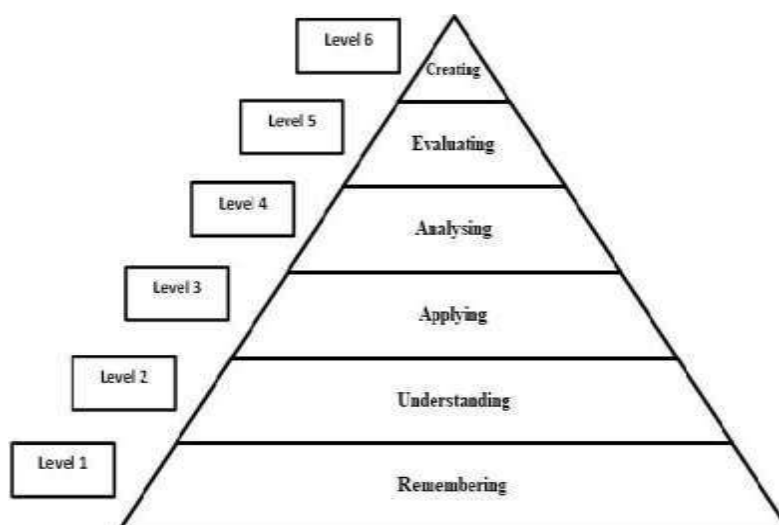 Level 6
Creating
Level 5
Evaluating
Level 4
Analysing
Level 3
Applying
Level 2
Understanding
Level 1
Remembering